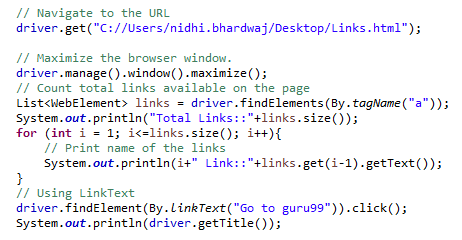 // Navigate to the URL
driver.get("C://Users/nidhi.bhardwaj/Desktop/Links.html");
// Maximize the browser window.
driver.manage().window().maximize();
// Count total links available on the page
List<WebElement> links = driver.findElements(By.tagName("a"));
System.out.println("Total Links::"+links.size());
for (int i = 1; i<=links.size(); i++){
// Print name of the links
System.out.println(i+" Link::"+links.get(i-1).getText());
}
// Using LinkText
driver.findElement(By.linkText("Go to guru99")).click();
System.out.println(driver.getTitle());